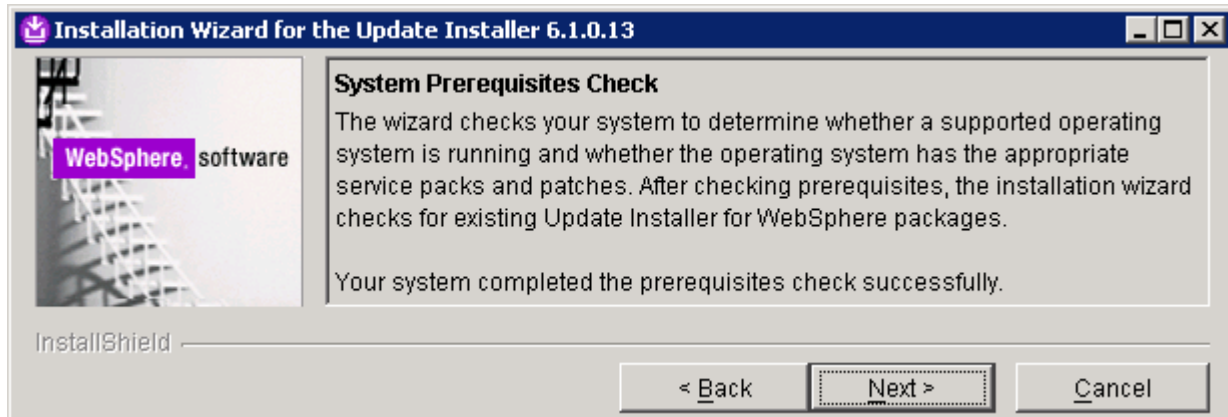 Installation Wizard for the Update Installer 6.1.0.13
WebSphere. software
System Prerequisites Check
The wizard checks your system to determine whether a supported operating
system is running and whether the operating system has the appropriate
service packs and patches. After checking prerequisites, the installation wizard
checks for existing Update Installer for WebSphere packages.
Your system completed the prerequisites check successfully.
InstallShield
< Back
Next >
Cancel